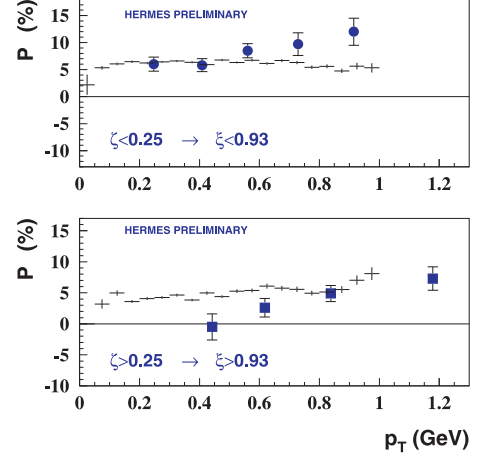 P (%)
HERMES PRELIMINARY
15
10
5
0
-5
-10
ζ<0.25 → ξ<0.93
0 0.2 0.4 0.6 0.8 1 1.2
P (%)
HERMES PRELIMINARY
15
10
5
0
-5
-10
ζ>0.25 → ξ>0.93
0 0.2 0.4 0.6 0.8 1 1.2
p_T (GeV)